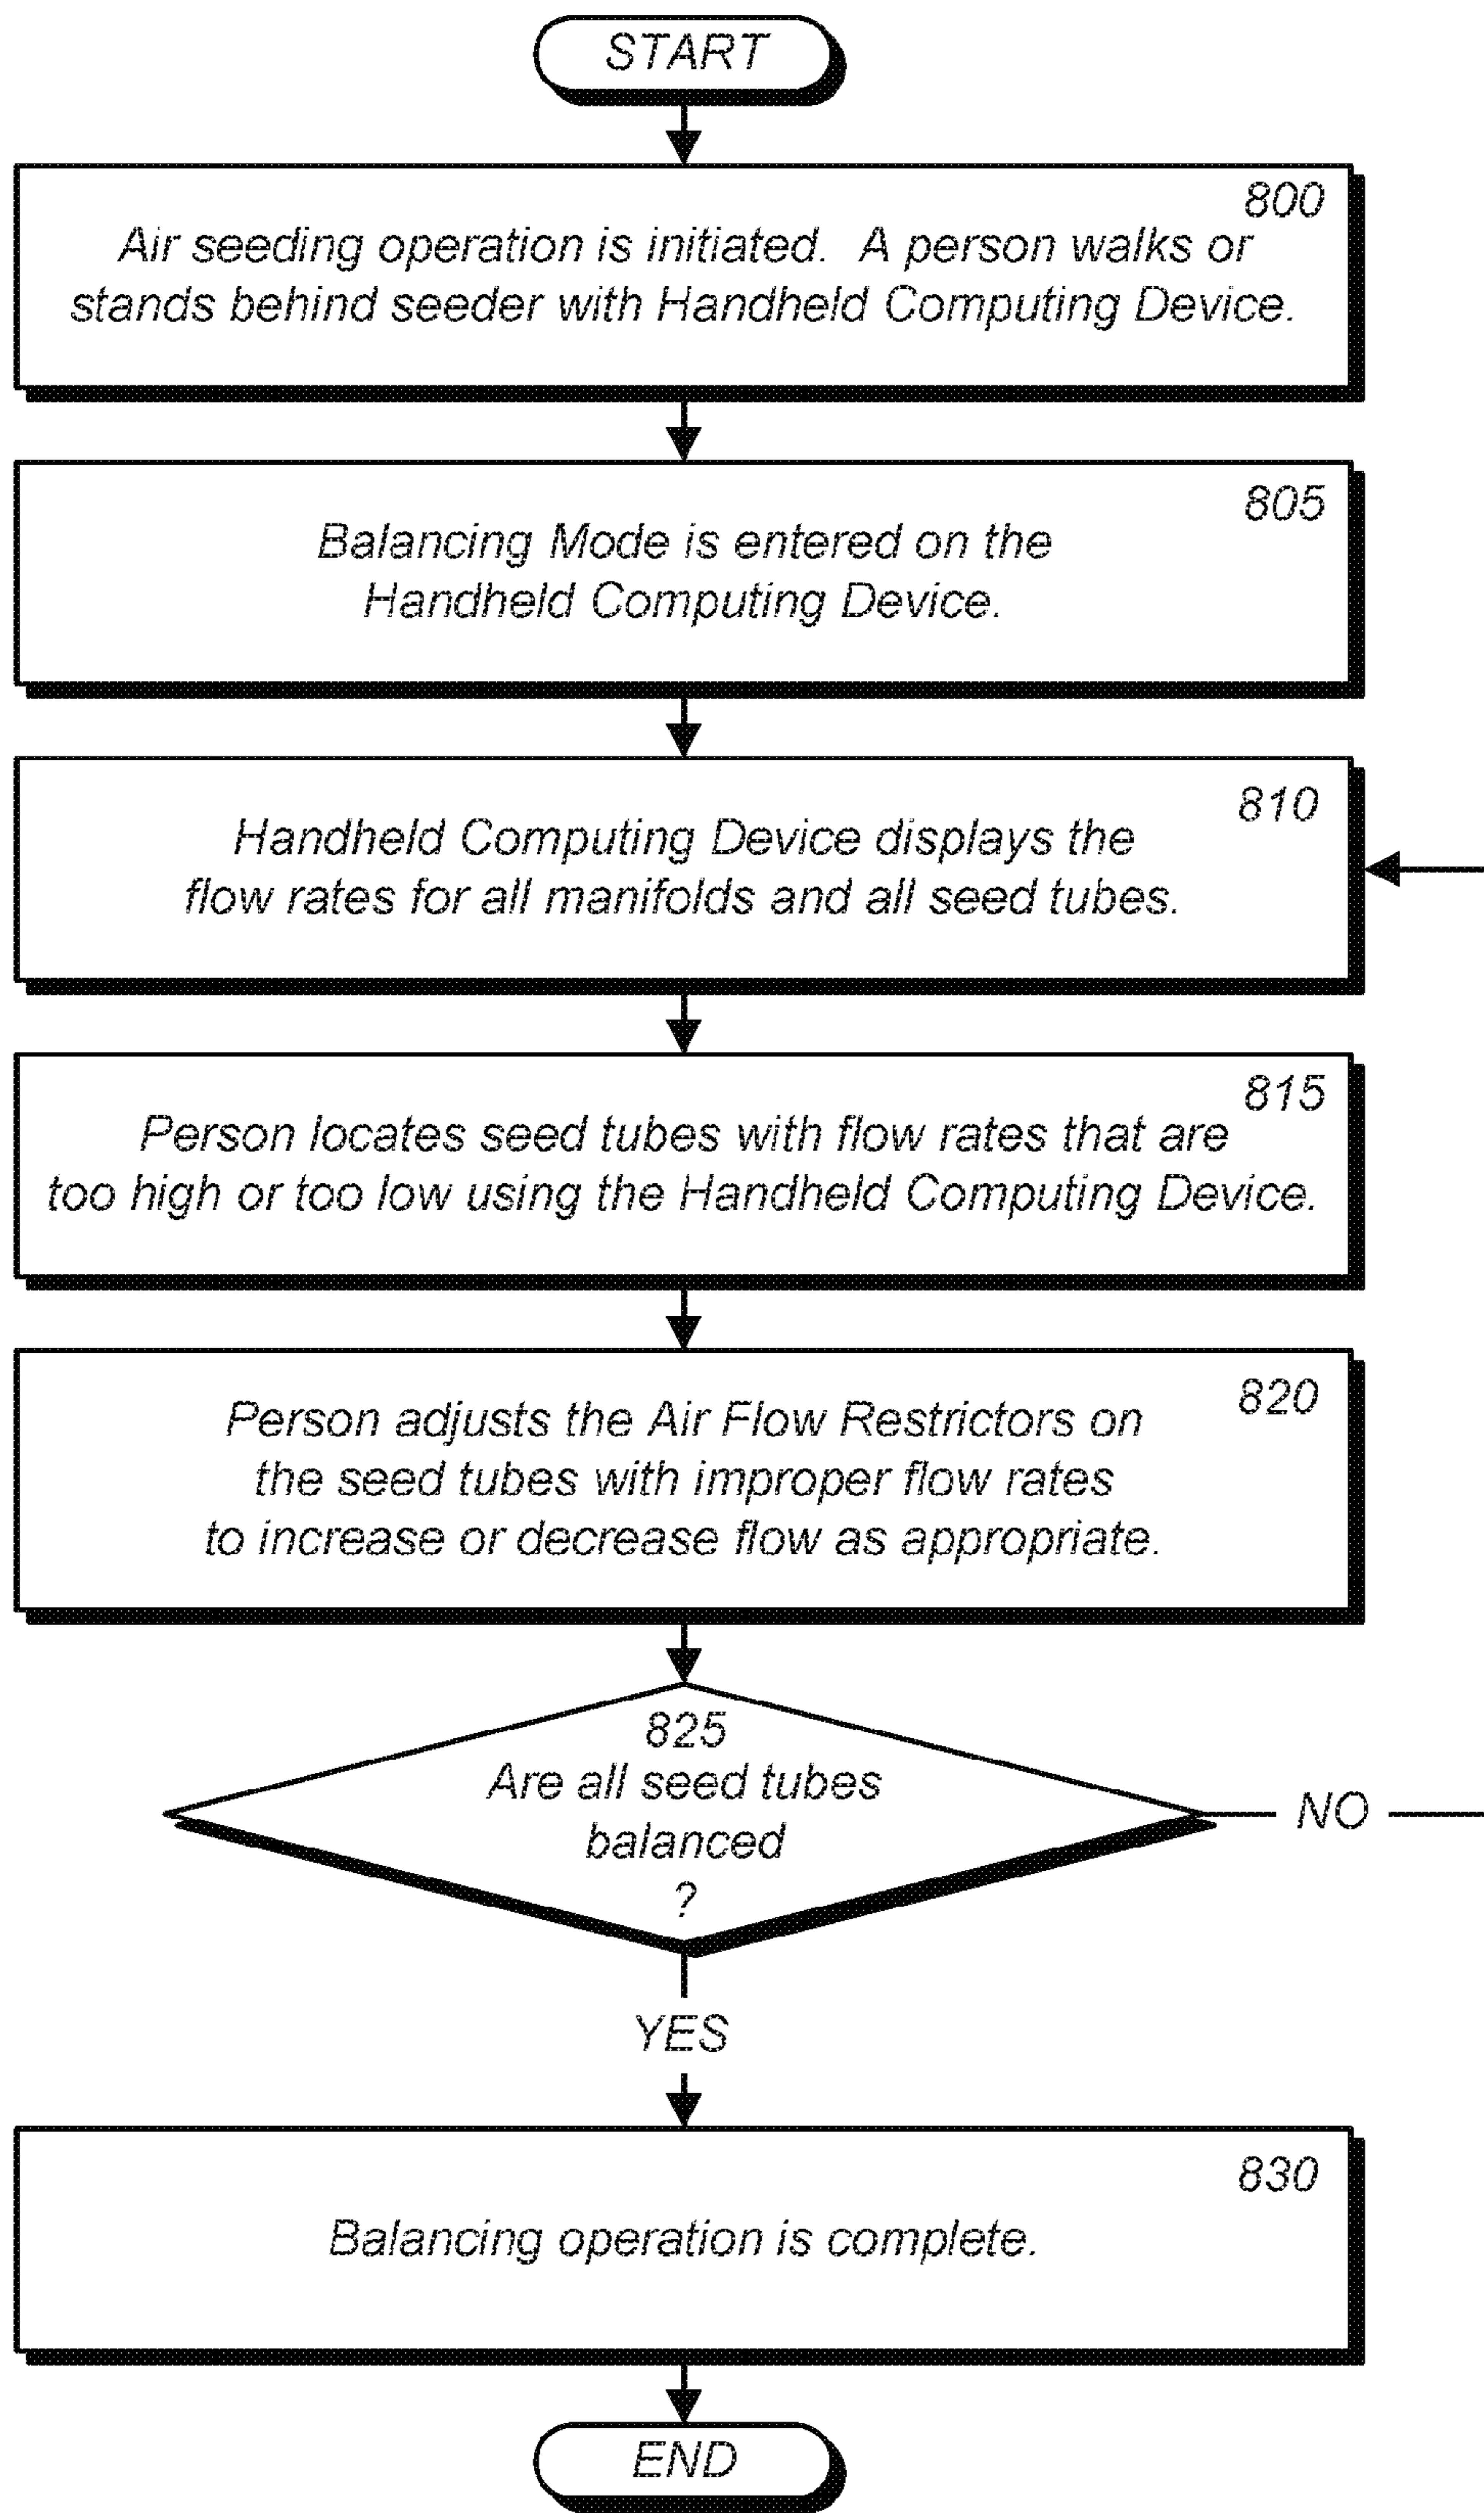 START
800
Air seeding operation is initiated. A person walks or
stands behind seeder with Handheld Computing Device.
805
Balancing Mode is entered on the
Handheld Computing Device.
810
Handheld Computing Device displays the
flow rates for all manifolds and all seed tubes.
815
Person locates seed tubes with flow rates that are
too high or too low using the Handheld Computing Device.
820
Person adjusts the Air Flow Restrictors on
the seed tubes with improper flow rates
to increase or decrease flow as appropriate.
825
Are all seed tubes
balanced
?
NO
YES
830
Balancing operation is complete.
END